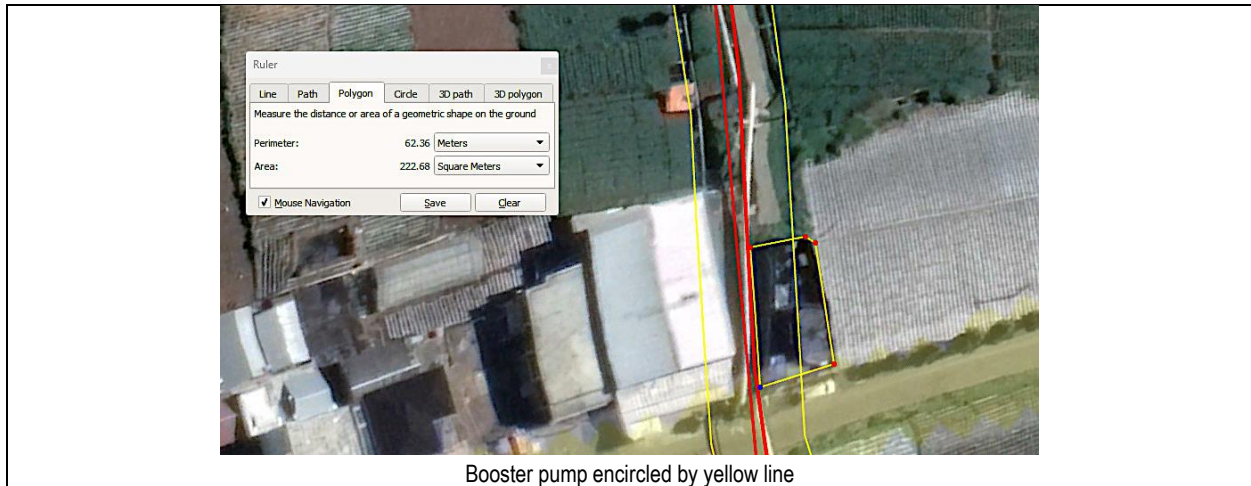 Ruler
Line Path Polygon Circle 3D path 3D polygon
Measure the distance or area of a geometric shape on the ground
Perimeter: 62.36 Meters
Area: 222.68 Square Meters
Mouse Navigation Save Clear
Booster pump encircled by yellow line